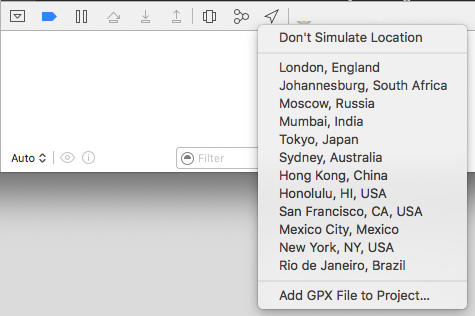 Don't Simulate Location
London, England
Johannesburg, South Africa
Moscow, Russia
Mumbai, India
Tokyo, Japan
Sydney, Australia
Hong Kong, China
Honolulu, HI, USA
San Francisco, CA, USA
Mexico City, Mexico
New York, NY, USA
Rio de Janeiro, Brazil
Add GPX File to Project...
Auto
Filter